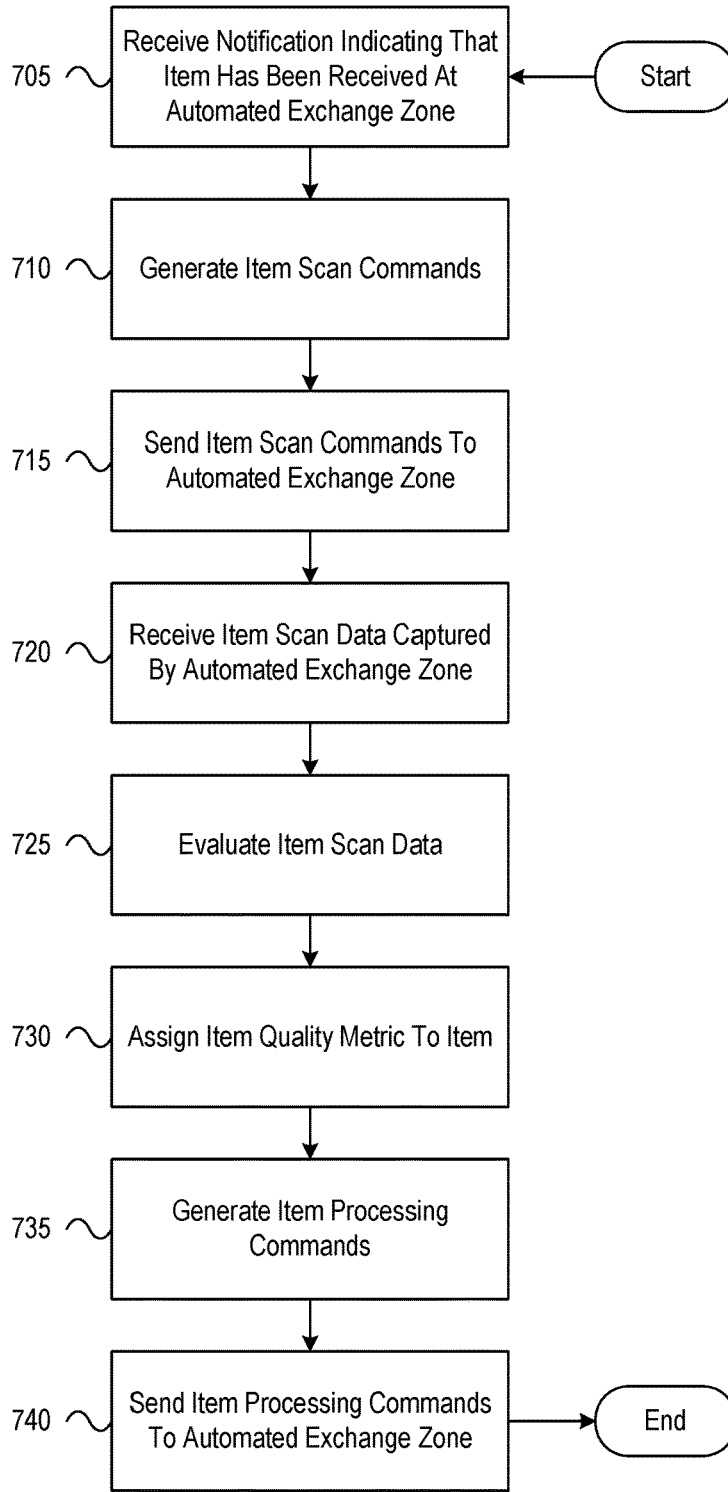 705
Receive Notification Indicating That
Item Has Been Received At
Automated Exchange Zone
Start
710
Generate Item Scan Commands
715
Send Item Scan Commands To
Automated Exchange Zone
720
Receive Item Scan Data Captured
By Automated Exchange Zone
725
Evaluate Item Scan Data
730
Assign Item Quality Metric To Item
735
Generate Item Processing
Commands
740
Send Item Processing Commands
To Automated Exchange Zone
End